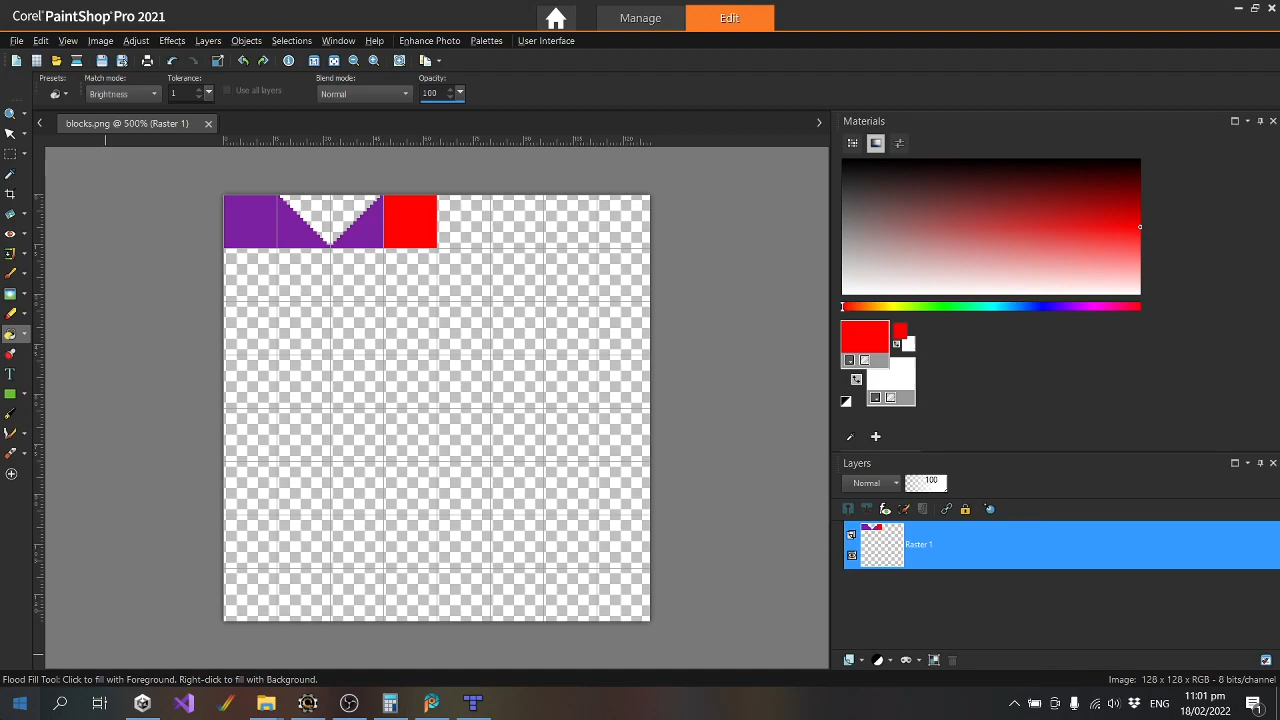 Corel PaintShop Pro 2021
Manage
Edit
File Edit View Image Adjust Effects Layers Objects Selections Window Help Enhance Photo Palettes User Interface
Presets:
Match mode:
Tolerance:
Blend mode:
Opacity:
Brightness
1
Use all layers
Normal
100
blocks.png @ 500% (Raster 1)
Materials
Layers
Normal
100
Raster 1
Flood Fill Tool: Click to fill with Foreground. Right-click to fill with Background.
Image: 128 x 128 x RGB - 8 bits/channel
ENG
11:01 pm
18/02/2022
1